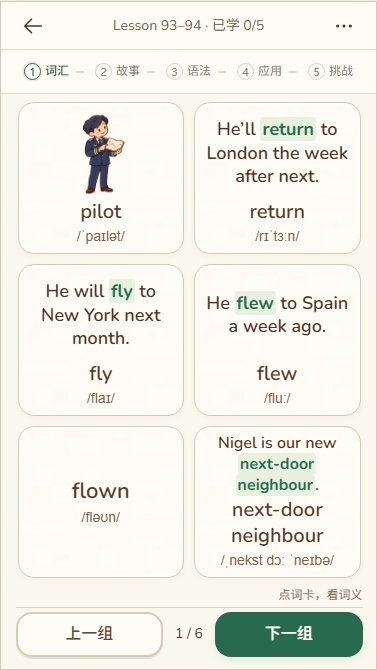 Lesson 93–94 · 已学 0/5
1 词汇 – 2 故事 – 3 语法 – 4 应用 – 5 挑战
pilot
/ˈpaɪlət/
He’ll return to
London the week
after next.
return
/rɪˈtɜːn/
He will fly to
New York next
month.
fly
/flaɪ/
He flew to Spain
a week ago.
flew
/fluː/
flown
/fləʊn/
Nigel is our new
next-door
neighbour.
next-door
neighbour
/ˌnekst dɔː ˈneɪbə/
点词卡，看词义
上一组
1 / 6
下一组